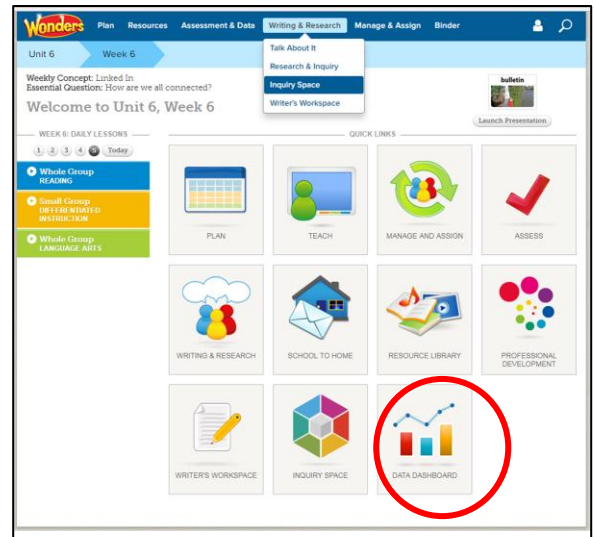 Wonders Plan Resources Assessment & Data Writing & Research Manage & Assign Binder
Talk About It
Research & Inquiry
Inquiry Space
Writer's Workspace
Unit 6 Week 6
Weekly Concept: Linked In
Essential Question: How are we all connected?
Welcome to Unit 6, Week 6
bulletin
Launch Presentation
WEEK 6: DAILY LESSONS
1 2 3 4 5 Today
Whole Group
READING
Small Group
DIFFERENTIATED
INSTRUCTION
Whole Group
LANGUAGE ARTS
QUICK LINKS
PLAN TEACH MANAGE AND ASSIGN ASSESS
WRITING & RESEARCH SCHOOL TO HOME RESOURCE LIBRARY PROFESSIONAL
DEVELOPMENT
WRITER'S WORKSPACE INQUIRY SPACE DATA DASHBOARD